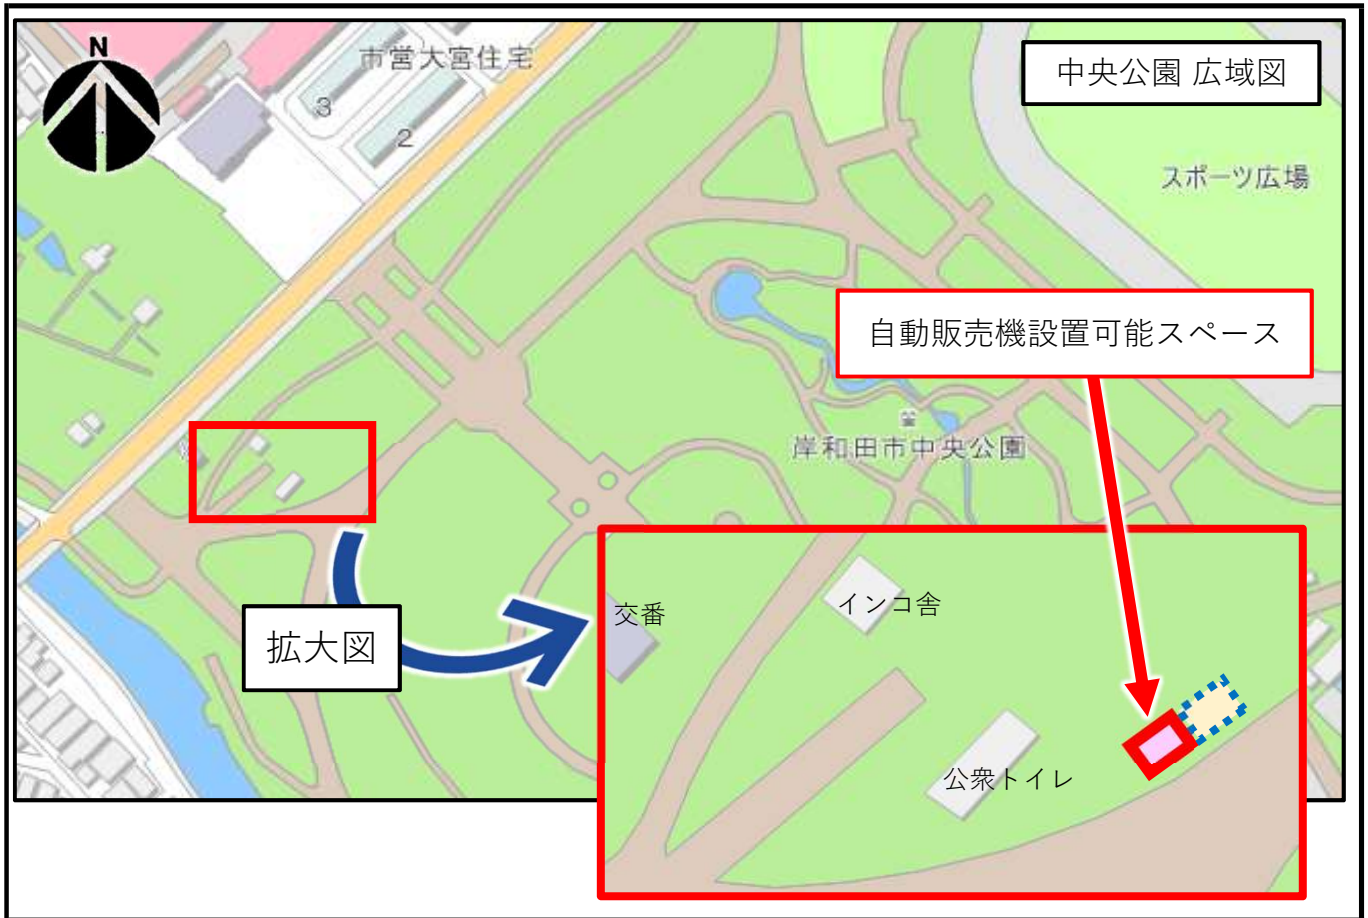 N
市営大宮住宅
3
2
中央公園 広域図
スポーツ広場
自動販売機設置可能スペース
岸和田市中央公園
拡大図
交番
インコ舎
公衆トイレ